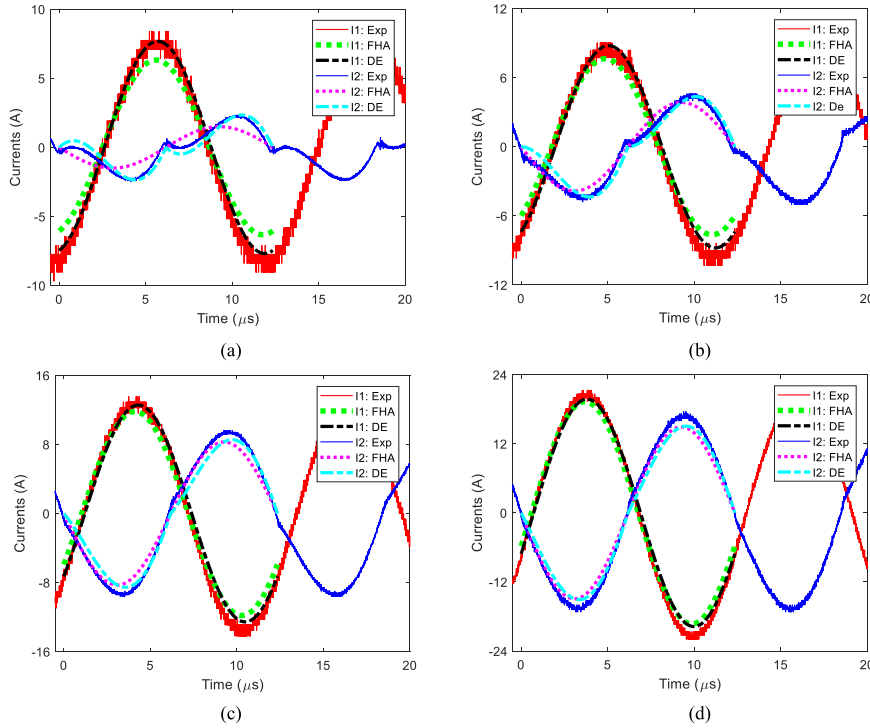 10
5
0
-5
-10
Currents (A)
0
5
10
15
20
Time (μs)
I1: Exp
I1: FHA
I1: DE
I2: Exp
I2: FHA
I2: DE
(a)
12
6
0
-6
-12
Currents (A)
0
5
10
15
20
Time (μs)
I1: Exp
I1: FHA
I1: DE
I2: Exp
I2: FHA
I2: De
(b)
16
8
0
-8
-16
Currents (A)
0
5
10
15
20
Time (μs)
I1: Exp
I1: FHA
I1: DE
I2: Exp
I2: FHA
I2: DE
(c)
24
12
0
-12
-24
Currents (A)
0
5
10
15
20
Time (μs)
I1: Exp
I1: FHA
I1: DE
I2: Exp
I2: FHA
I2: DE
(d)